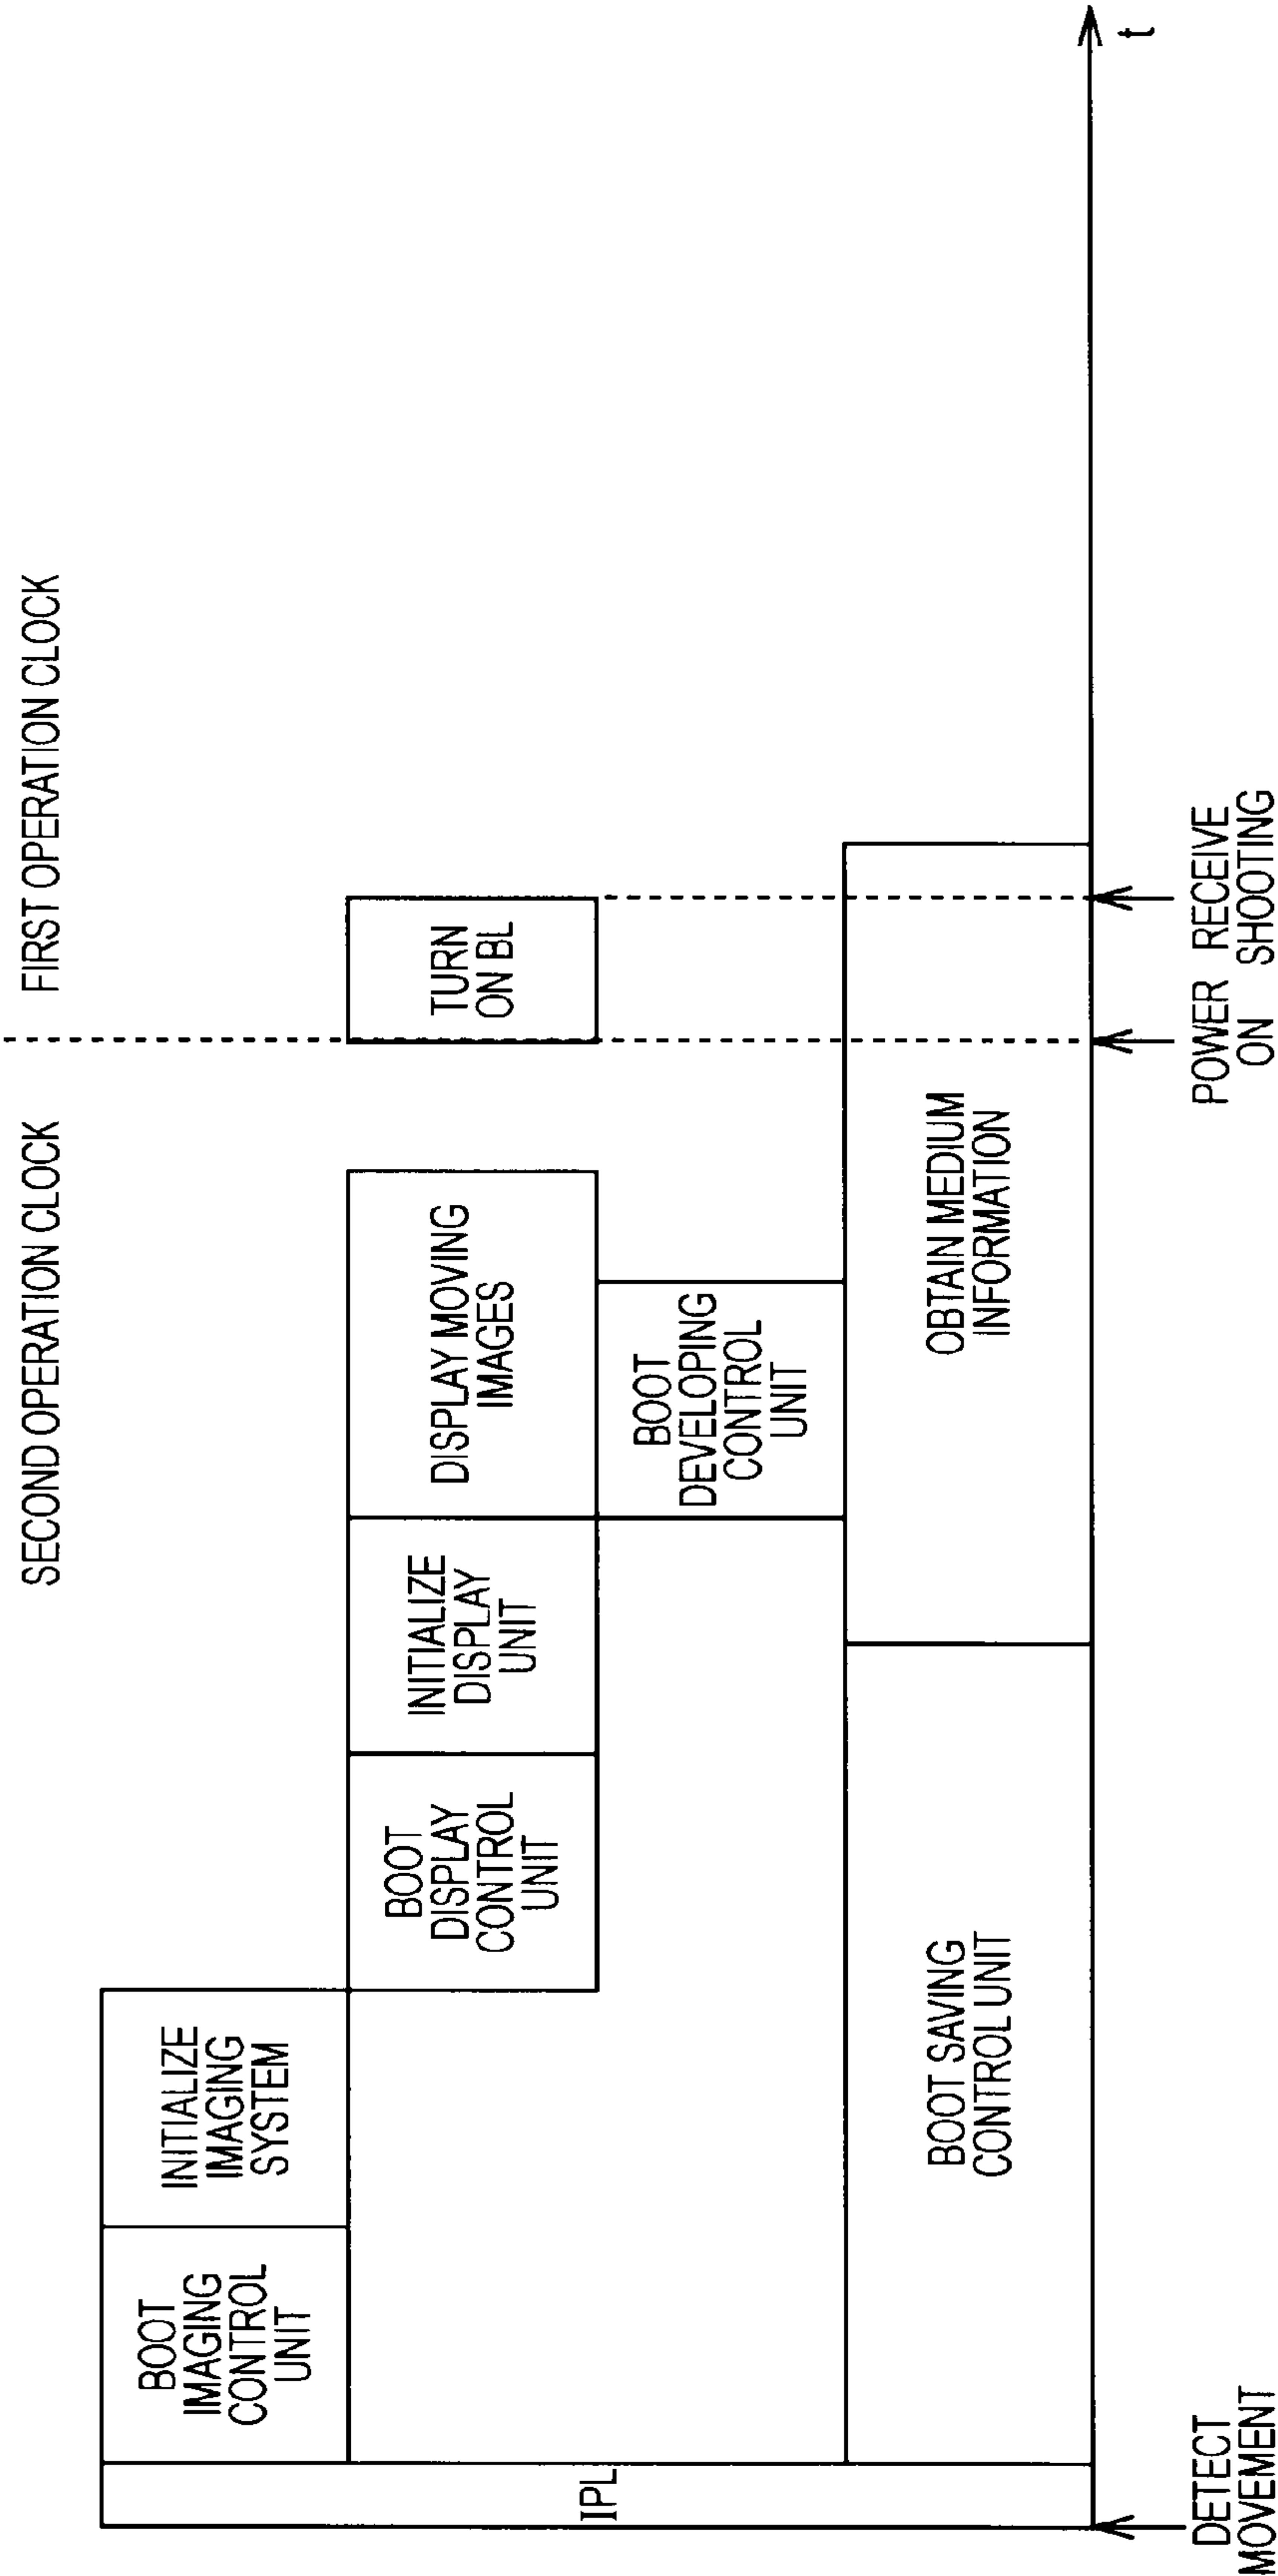 SECOND OPERATION CLOCK
FIRST OPERATION CLOCK
BOOT
IMAGING
CONTROL
UNIT
INITIALIZE
IMAGING
SYSTEM
BOOT
DISPLAY
CONTROL
UNIT
INITIALIZE
DISPLAY
UNIT
DISPLAY MOVING
IMAGES
TURN
ON BL
IPL
BOOT
DEVELOPING
CONTROL
UNIT
BOOT SAVING
CONTROL UNIT
OBTAIN MEDIUM
INFORMATION
t
DETECT
MOVEMENT
POWER
ON
RECEIVE
SHOOTING